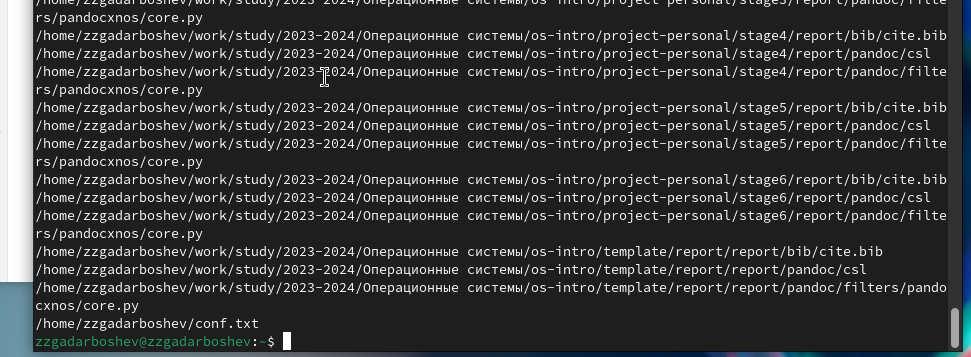 /home/zzgadarboshev/work/study/2023-2024/Операционные системы/os-intro/project-personal/stage3/report/pandoc/filte
rs/pandocxnos/core.py
/home/zzgadarboshev/work/study/2023-2024/Операционные системы/os-intro/project-personal/stage4/report/bib/cite.bib
/home/zzgadarboshev/work/study/2023-2024/Операционные системы/os-intro/project-personal/stage4/report/pandoc/csl
/home/zzgadarboshev/work/study/2023-2024/Операционные системы/os-intro/project-personal/stage4/report/pandoc/filte
rs/pandocxnos/core.py
/home/zzgadarboshev/work/study/2023-2024/Операционные системы/os-intro/project-personal/stage5/report/bib/cite.bib
/home/zzgadarboshev/work/study/2023-2024/Операционные системы/os-intro/project-personal/stage5/report/pandoc/csl
/home/zzgadarboshev/work/study/2023-2024/Операционные системы/os-intro/project-personal/stage5/report/pandoc/filte
rs/pandocxnos/core.py
/home/zzgadarboshev/work/study/2023-2024/Операционные системы/os-intro/project-personal/stage6/report/bib/cite.bib
/home/zzgadarboshev/work/study/2023-2024/Операционные системы/os-intro/project-personal/stage6/report/pandoc/csl
/home/zzgadarboshev/work/study/2023-2024/Операционные системы/os-intro/project-personal/stage6/report/pandoc/filte
rs/pandocxnos/core.py
/home/zzgadarboshev/work/study/2023-2024/Операционные системы/os-intro/template/report/report/bib/cite.bib
/home/zzgadarboshev/work/study/2023-2024/Операционные системы/os-intro/template/report/report/pandoc/csl
/home/zzgadarboshev/work/study/2023-2024/Операционные системы/os-intro/template/report/report/pandoc/filters/pando
cxnos/core.py
/home/zzgadarboshev/conf.txt
zzgadarboshev@zzgadarboshev:~$